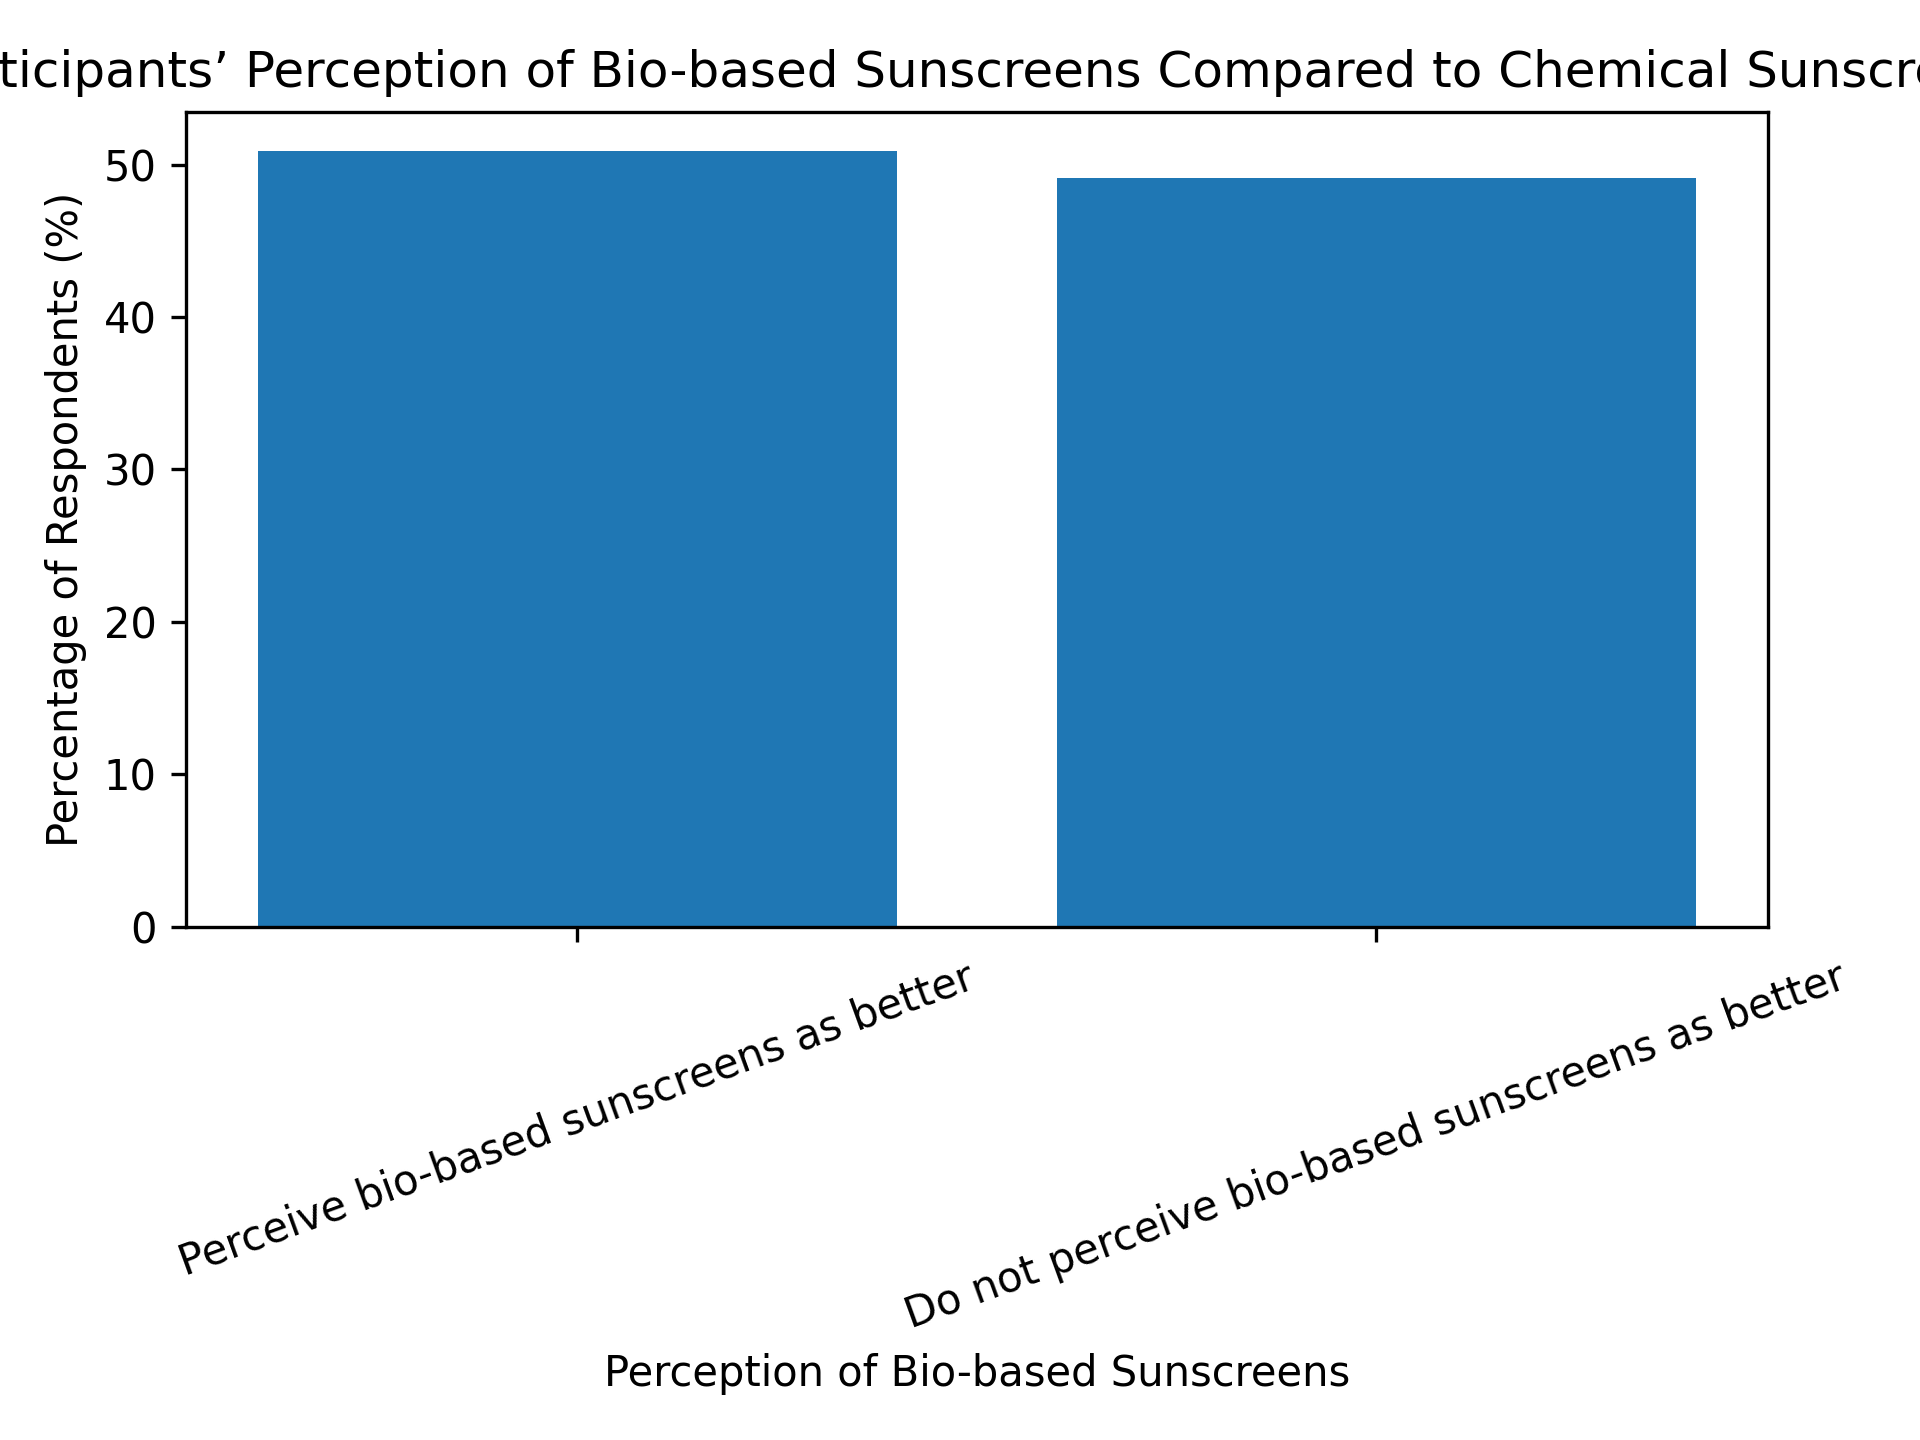 ticipants’ Perception of Bio-based Sunscreens Compared to Chemical Sunscre
Percentage of Respondents (%)
50
40
30
20
10
0
Perceive bio-based sunscreens as better
Do not perceive bio-based sunscreens as better
Perception of Bio-based Sunscreens